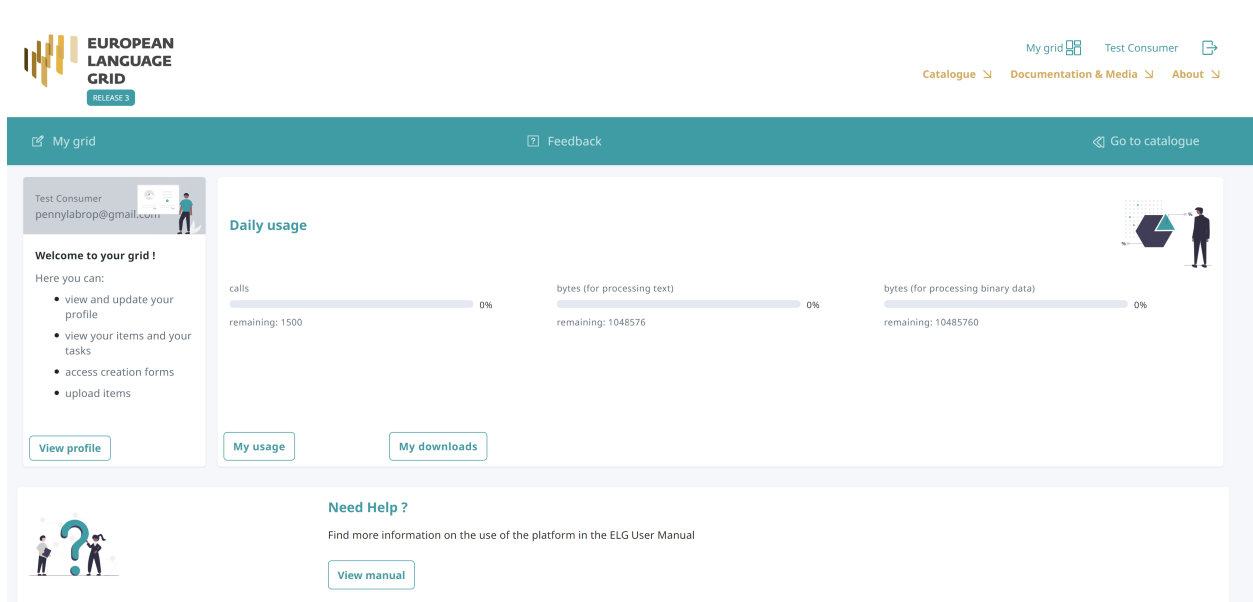 EUROPEAN
LANGUAGE
GRID
RELEASE 3
My grid
Test Consumer
Catalogue
Documentation & Media
About
My grid
Feedback
Go to catalogue
Test Consumer
pennylabrop@gmail.com
Welcome to your grid !
Here you can:
view and update your
profile
view your items and your
tasks
access creation forms
upload items
View profile
Daily usage
calls
0%
remaining: 1500
bytes (for processing text)
0%
remaining: 1048576
bytes (for processing binary data)
0%
remaining: 10485760
My usage
My downloads
Need Help ?
Find more information on the use of the platform in the ELG User Manual
View manual